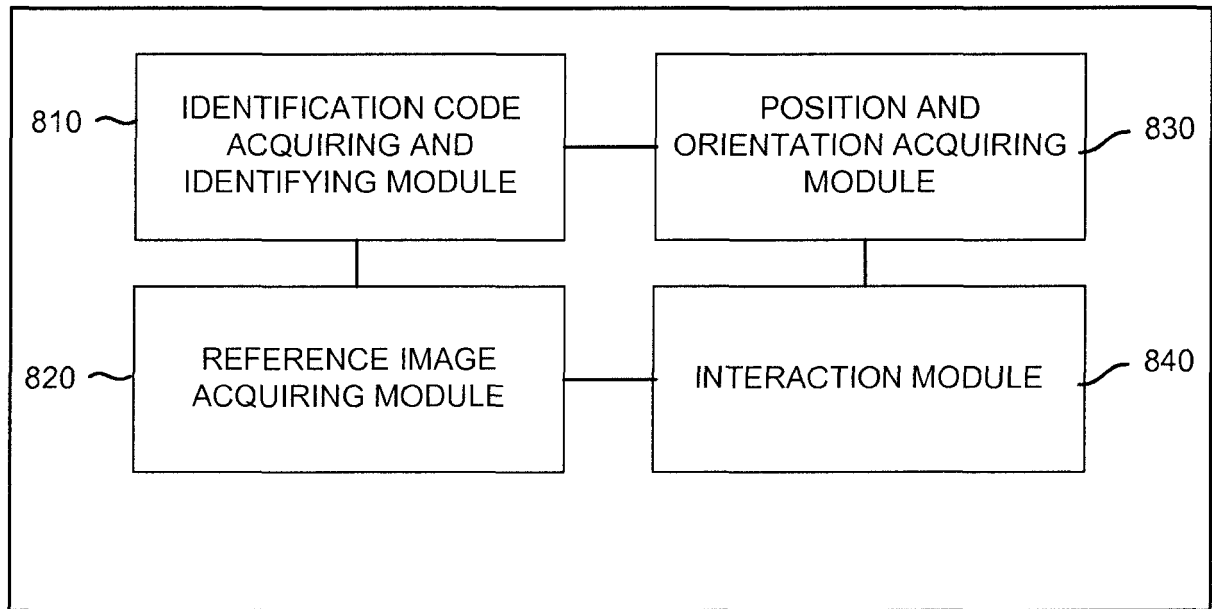 810
IDENTIFICATION CODE
ACQUIRING AND
IDENTIFYING MODULE
POSITION AND
ORIENTATION ACQUIRING
MODULE
830
820
REFERENCE IMAGE
ACQUIRING MODULE
INTERACTION MODULE
840